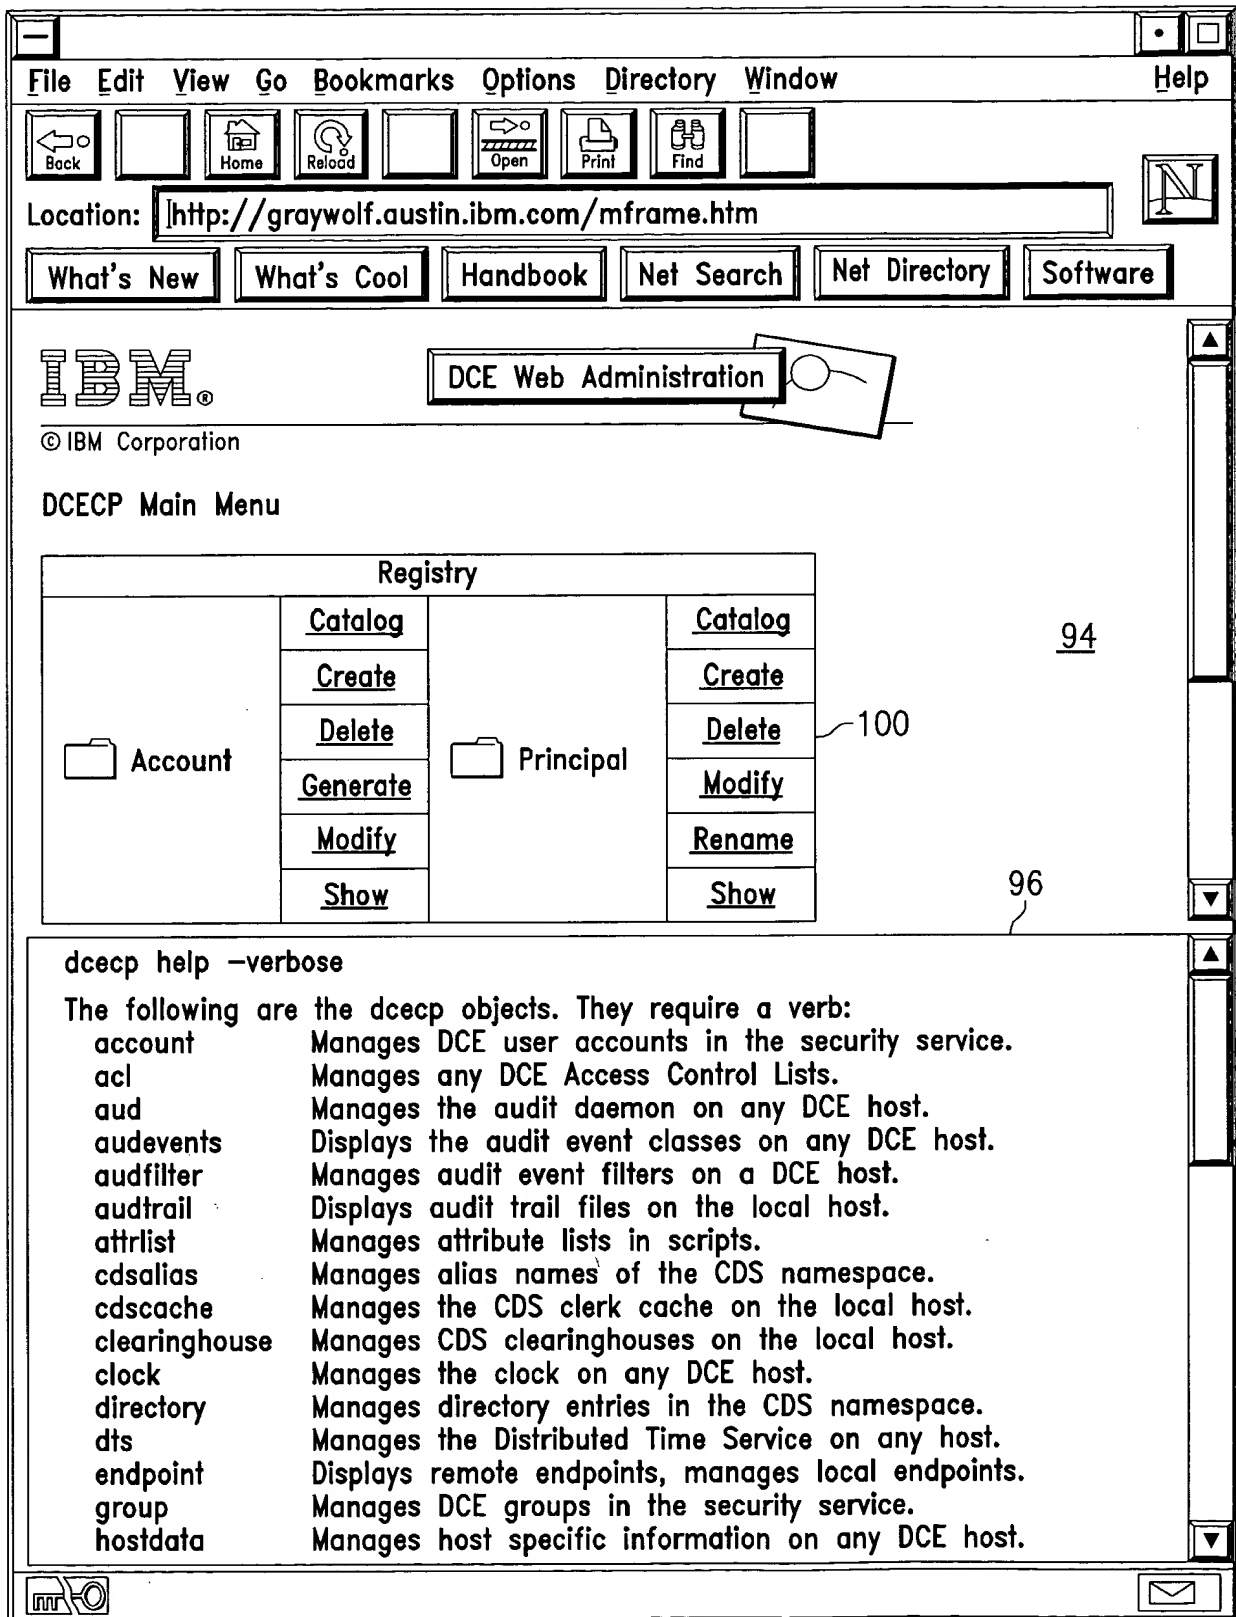 File Edit View Go Bookmarks Options Directory Window Help
Back Home Reload Open Print Find
N
Location: http://graywolf.austin.ibm.com/mframe.htm
What's New What's Cool Handbook Net Search Net Directory Software
IBM®
DCE Web Administration
© IBM Corporation
DCECP Main Menu
Registry
Account
Catalog
Create
Delete
Generate
Modify
Show
Principal
Catalog
Create
Delete
Modify
Rename
Show
94
100
96
dcecp help –verbose
The following are the dcecp objects. They require a verb:
account Manages DCE user accounts in the security service.
acl Manages any DCE Access Control Lists.
aud Manages the audit daemon on any DCE host.
audevents Displays the audit event classes on any DCE host.
audfilter Manages audit event filters on a DCE host.
audtrail Displays audit trail files on the local host.
attrlist Manages attribute lists in scripts.
cdsalias Manages alias names of the CDS namespace.
cdscache Manages the CDS clerk cache on the local host.
clearinghouse Manages CDS clearinghouses on the local host.
clock Manages the clock on any DCE host.
directory Manages directory entries in the CDS namespace.
dts Manages the Distributed Time Service on any host.
endpoint Displays remote endpoints, manages local endpoints.
group Manages DCE groups in the security service.
hostdata Manages host specific information on any DCE host.